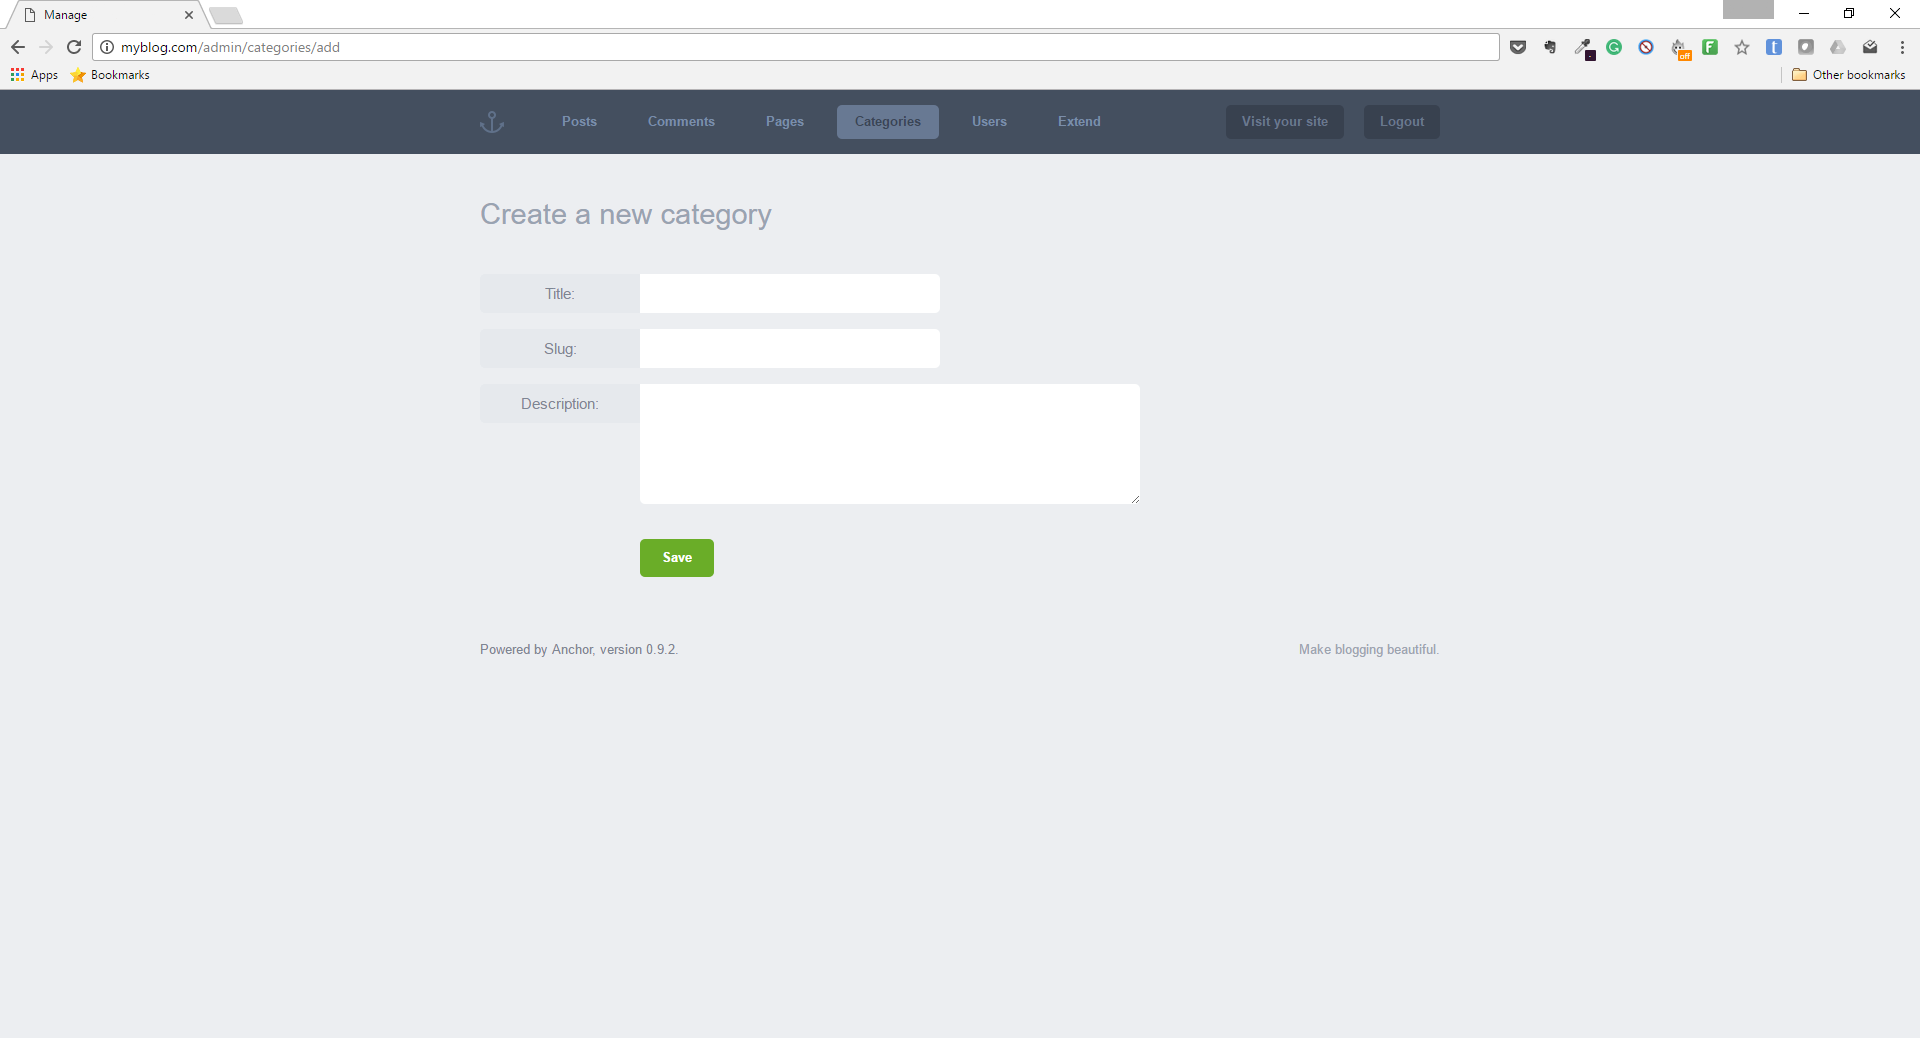 Manage
myblog.com/admin/categories/add
off
Apps
Bookmarks
Other bookmarks
Posts
Comments
Pages
Categories
Users
Extend
Visit your site
Logout
Create a new category
Title:
Slug:
Description:
Save
Powered by Anchor, version 0.9.2.
Make blogging beautiful.